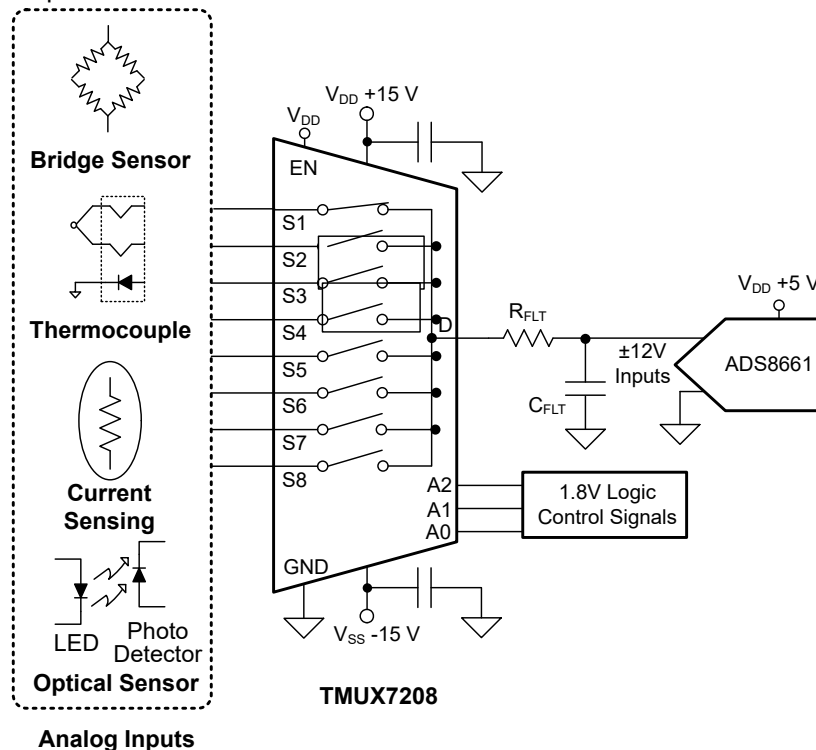 Bridge Sensor
Thermocouple
Current
Sensing
LED
Photo
Detector
Optical Sensor
Analog Inputs
VDD
VDD +15 V
EN
S1
S2
S3
S4
S5
S6
S7
S8
D
A2
A1
A0
GND
VSS -15 V
TMUX7208
1.8V Logic
Control Signals
RFLT
CFLT
±12V
Inputs
VDD +5 V
ADS8661